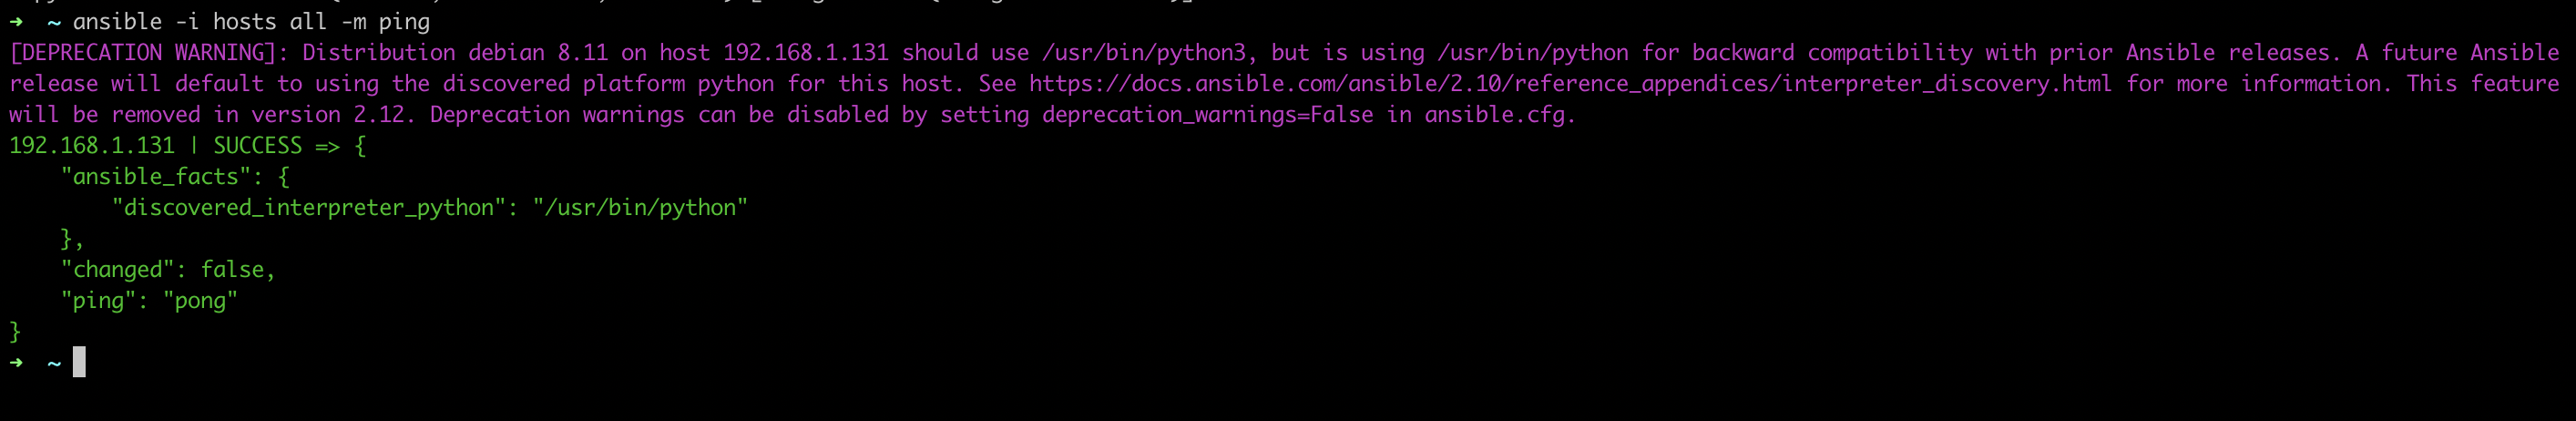 ➜  ~ ansible -i hosts all -m ping
[DEPRECATION WARNING]: Distribution debian 8.11 on host 192.168.1.131 should use /usr/bin/python3, but is using /usr/bin/python for backward compatibility with prior Ansible releases. A future Ansible
release will default to using the discovered platform python for this host. See https://docs.ansible.com/ansible/2.10/reference_appendices/interpreter_discovery.html for more information. This feature
will be removed in version 2.12. Deprecation warnings can be disabled by setting deprecation_warnings=False in ansible.cfg.
192.168.1.131 | SUCCESS => {
    "ansible_facts": {
        "discovered_interpreter_python": "/usr/bin/python"
    },
    "changed": false,
    "ping": "pong"
}
➜  ~